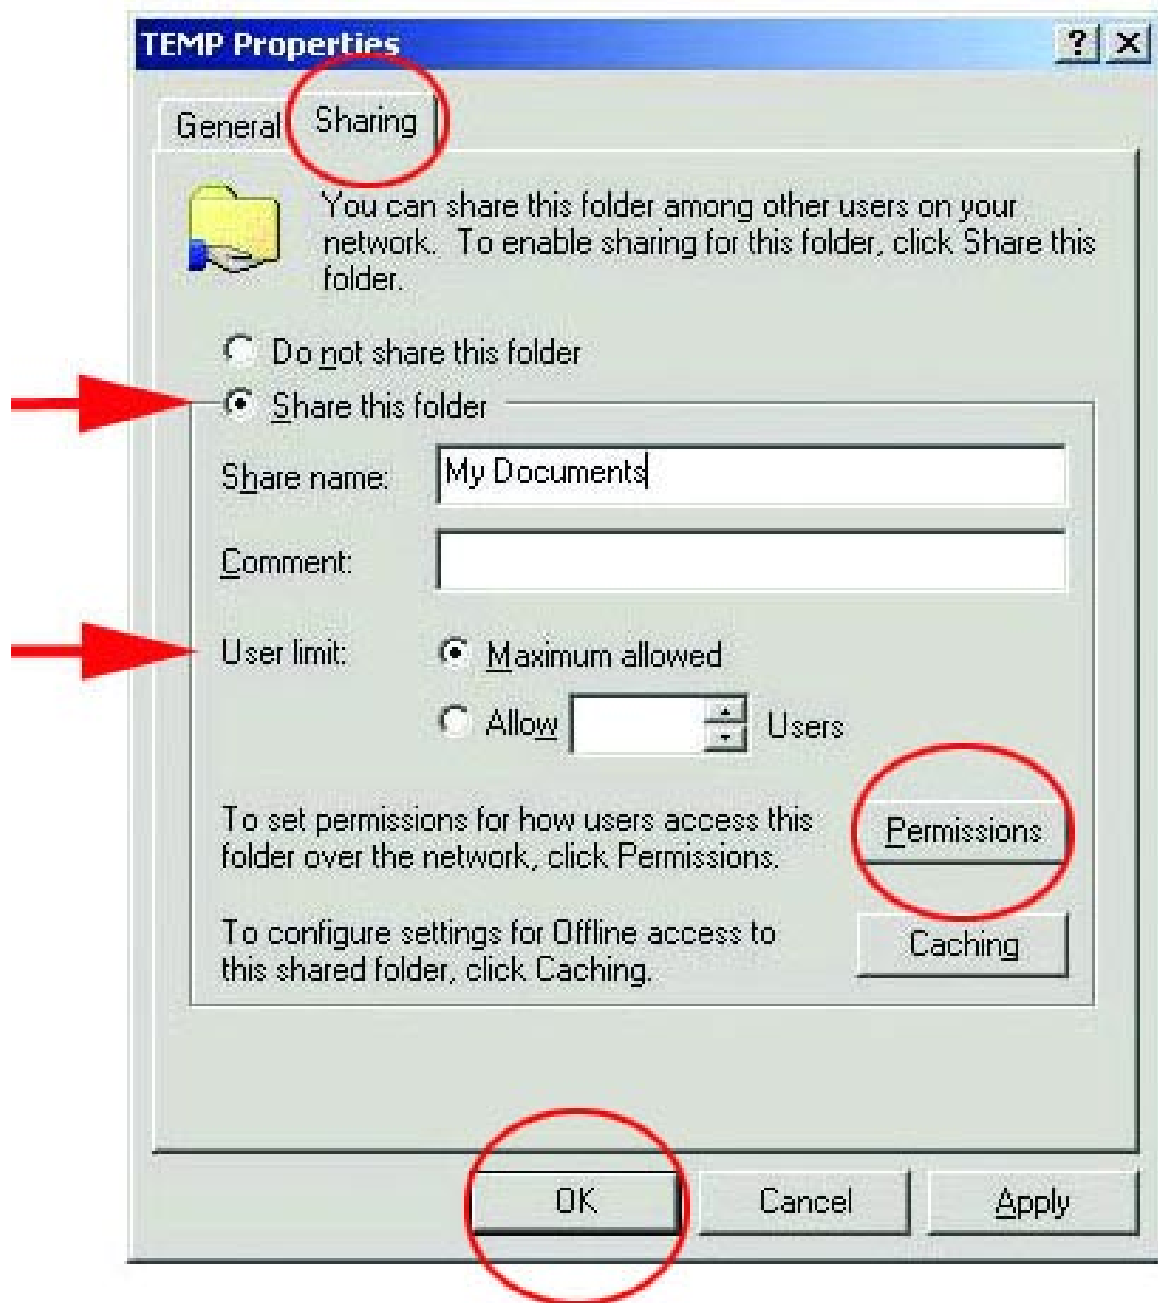 TEMP Properties
? X
General Sharing
You can share this folder among other users on your
network. To enable sharing for this folder, click Share this
folder.
Do not share this folder
Share this folder
Share name: My Documents
Comment:
User limit: Maximum allowed
Allow Users
To set permissions for how users access this
folder over the network, click Permissions.
Permissions
To configure settings for Offline access to
this shared folder, click Caching.
Caching
OK Cancel Apply